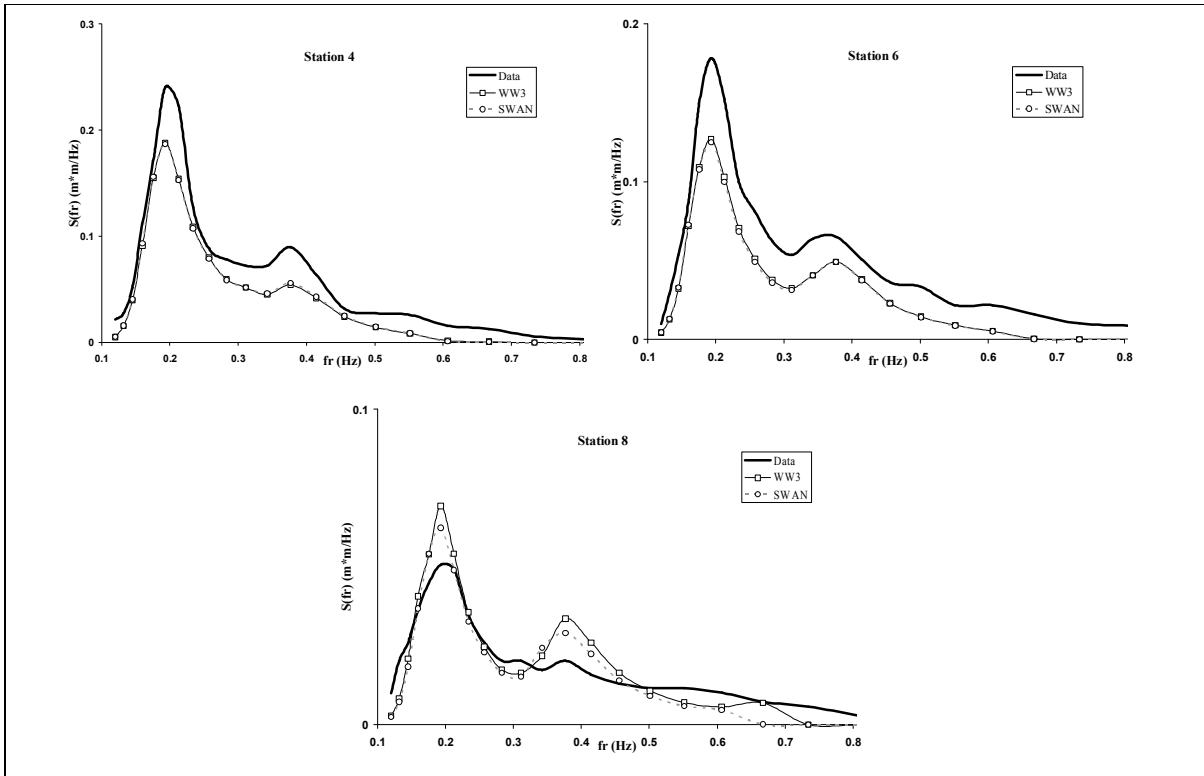 Station 4
0.3
0.2
0.1
0
S(fr) (m*m/Hz)
Data
WW3
SWAN
0.1 0.2 0.3 0.4 0.5 0.6 0.7 0.8
fr (Hz)
Station 6
0.2
0.1
0
S(fr) (m*m/Hz)
Data
WW3
SWAN
0.1 0.2 0.3 0.4 0.5 0.6 0.7 0.8
fr (Hz)
Station 8
0.1
0
S(fr) (m*m/Hz)
Data
WW3
SWAN
0.1 0.2 0.3 0.4 0.5 0.6 0.7 0.8
fr (Hz)